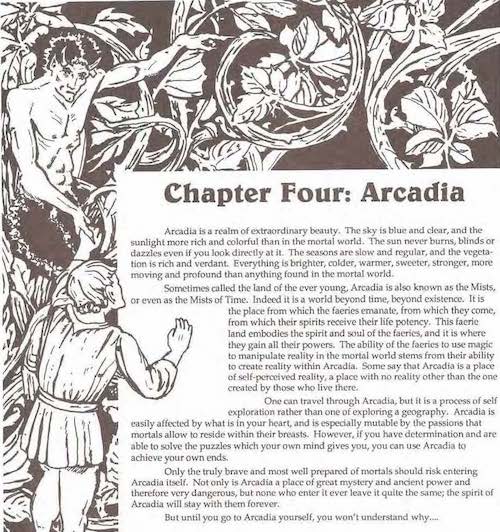 Chapter Four: Arcadia
Arcadia is a realm of extraordinary beauty. The sky is blue and clear, and the
sunlight more rich and colorful than in the mortal world. The sun never burns, blinds or
dazzles even if you look directly at it. The seasons are slow and regular, and the vegeta-
tion is rich and verdant. Everything is brighter, colder, warmer, sweeter, stronger, more
moving and profound than anything found in the mortal world.
Sometimes called the land of the ever young, Arcadia is also known as the Mists,
or even as the Mists of Time. Indeed it is a world beyond time, beyond existence. It is
the place from which the faeries emanate, from which they come,
from which their spirits receive their life potency. This faerie
land embodies the spirit and soul of the faeries, and it is where
they gain all their powers. The ability of the faeries to use magic
to manipulate reality in the mortal world stems from their ability
to create reality within Arcadia. Some say that Arcadia is a place
of self-perceived reality, a place with no reality other than the one
created by those who live there.
One can travel through Arcadia, but it is a process of self
exploration rather than one of exploring a geography. Arcadia is
easily affected by what is in your heart, and is especially mutable by the passions that
mortals allow to reside within their breasts. However, if you have determination and are
able to solve the puzzles which your own mind gives you, you can use Arcadia to
achieve your own ends.
Only the truly brave and most well prepared of mortals should risk entering
Arcadia itself. Not only is Arcadia a place of great mystery and ancient power and
therefore very dangerous, but none who enter it ever leave it quite the same; the spirit of
Arcadia will stay with them forever.
But until you go to Arcadia yourself, you won't understand why....